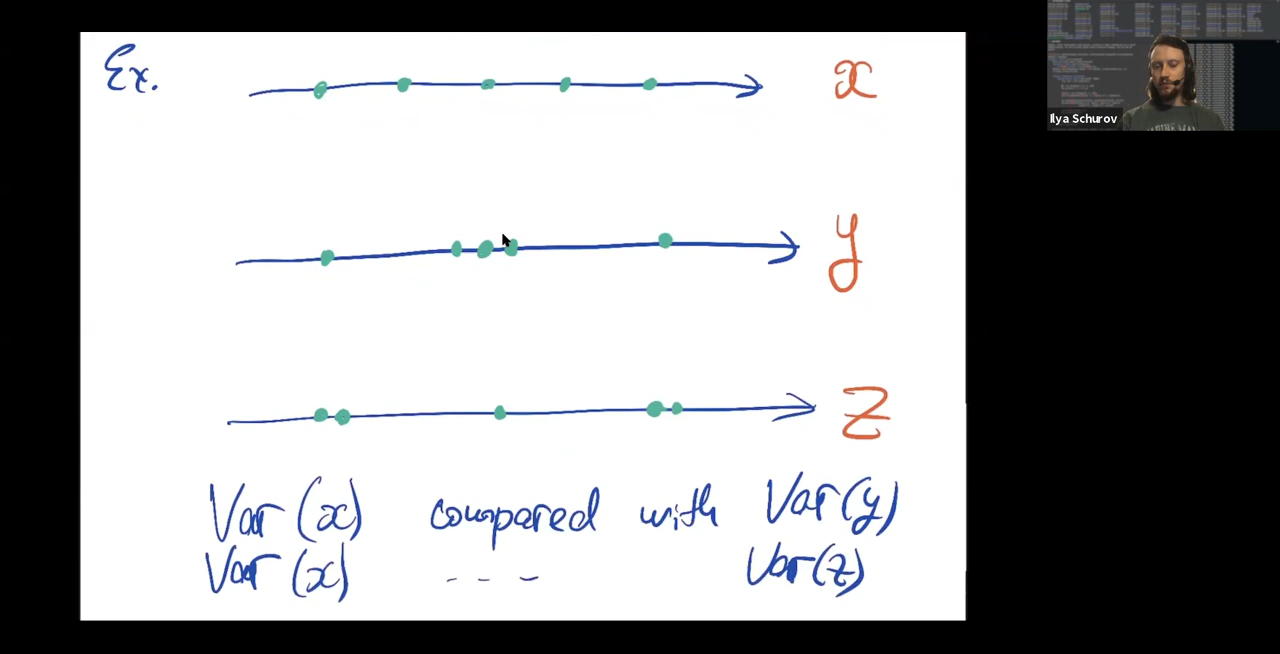 Ex.
x
Ilya Schurov
y
z
Var(x) compared with Var(y)
Var(x) - - - Var(z)